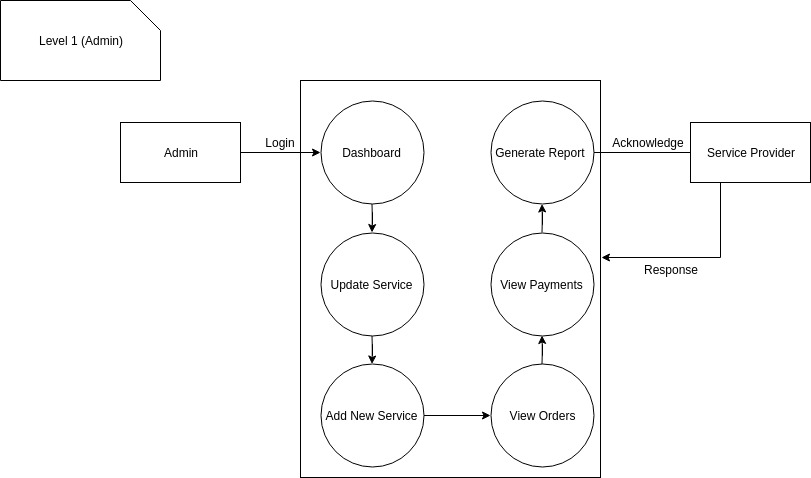 Level 1 (Admin)
Admin
Login
Dashboard
Generate Report
Acknowledge
Service Provider
Update Service
View Payments
Response
Add New Service
View Orders